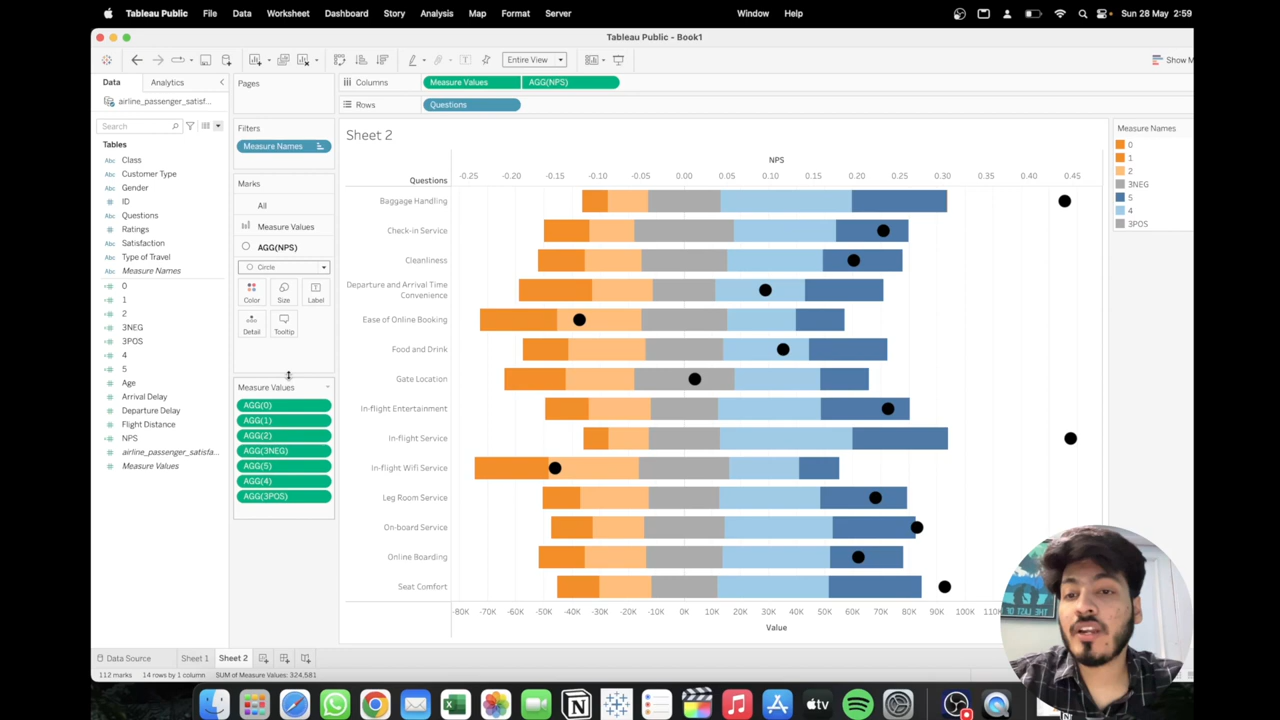 Tableau Public File Data Worksheet Dashboard Story Analysis Map Format Server Window Help Sun 28 May 2:59
Tableau Public - Book1
Entire View Show M
Data Analytics Pages Columns Measure Values AGG(NPS)
airline_passenger_satisf... Rows Questions
Search
Filters
Measure Names
Sheet 2
Tables
Class
Customer Type
Gender
ID
Questions
Ratings
Satisfaction
Type of Travel
Measure Names
0
1
2
3NEG
3POS
4
5
Age
Arrival Delay
Departure Delay
Flight Distance
NPS
airline_passenger_satisfa...
Measure Values
Marks
All
Measure Values
AGG(NPS)
Circle
Color Size Label
Detail Tooltip
Measure Values
AGG(0)
AGG(1)
AGG(2)
AGG(3NEG)
AGG(5)
AGG(4)
AGG(3POS)
NPS
Questions
-0.25 -0.20 -0.15 -0.10 -0.05 0.00 0.05 0.10 0.15 0.20 0.25 0.30 0.35 0.40 0.45
Baggage Handling
Check-in Service
Cleanliness
Departure and Arrival Time
Convenience
Ease of Online Booking
Food and Drink
Gate Location
In-flight Entertainment
In-flight Service
In-flight Wifi Service
Leg Room Service
On-board Service
Online Boarding
Seat Comfort
-80K -70K -60K -50K -40K -30K -20K -10K 0K 10K 20K 30K 40K 50K 60K 70K 80K 90K 100K
Value
Measure Names
0
1
2
3NEG
5
4
3POS
Data Source Sheet 1 Sheet 2
112 marks 14 rows by 1 column SUM of Measure Values: 324,581